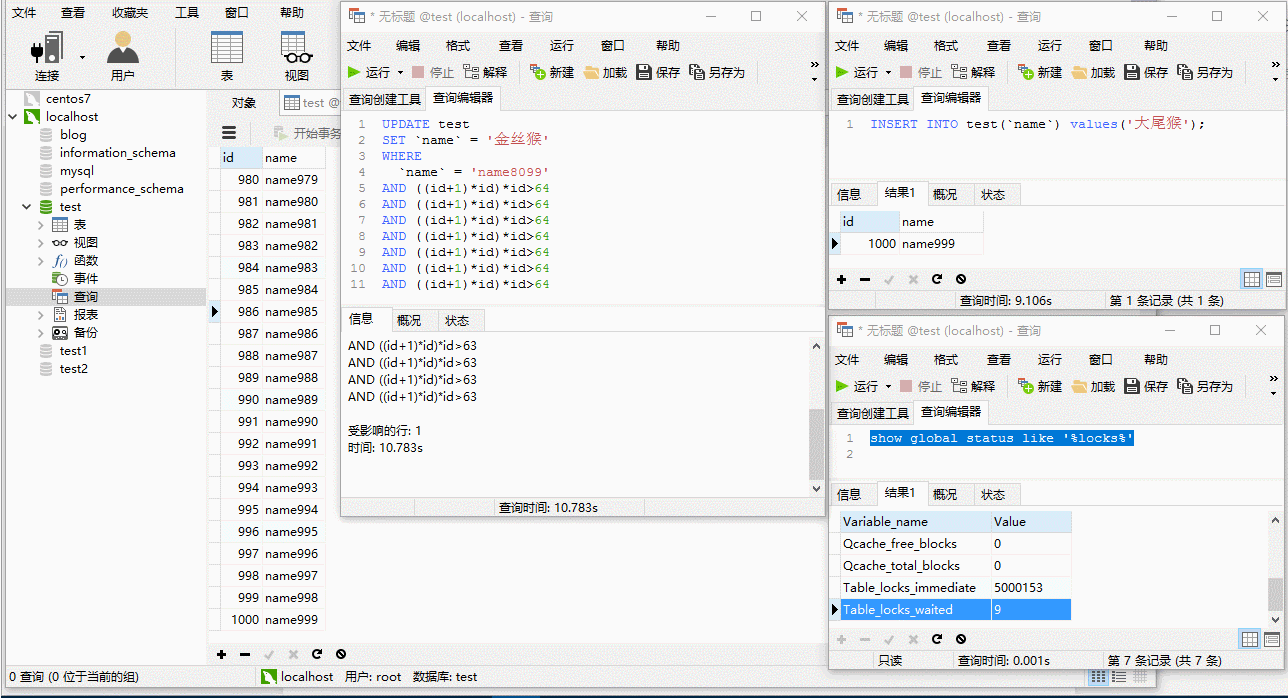 文件 查看 收藏夹 工具 窗口 帮助
连接 用户 表 视图
centos7
localhost
blog
information_schema
mysql
performance_schema
test
表
视图
函数
事件
查询
报表
备份
test1
test2
对象 test @
开始事务
id name
980 name979
981 name980
982 name981
983 name982
984 name983
985 name984
986 name985
987 name986
988 name987
989 name988
990 name989
991 name990
992 name991
993 name992
994 name993
995 name994
996 name995
997 name996
998 name997
999 name998
1000 name999
0 查询 (0 位于当前的组) localhost 用户: root 数据库: test
* 无标题 @test (localhost) - 查询
文件 编辑 格式 查看 运行 窗口 帮助
运行 停止 解释 新建 加载 保存 另存为
查询创建工具 查询编辑器
1 UPDATE test
2 SET `name` = '金丝猴'
3 WHERE
4 `name` = 'name8099'
5 AND ((id+1)*id)*id>64
6 AND ((id+1)*id)*id>64
7 AND ((id+1)*id)*id>64
8 AND ((id+1)*id)*id>64
9 AND ((id+1)*id)*id>64
10 AND ((id+1)*id)*id>64
11 AND ((id+1)*id)*id>64
信息 概况 状态
AND ((id+1)*id)*id>63
AND ((id+1)*id)*id>63
AND ((id+1)*id)*id>63
AND ((id+1)*id)*id>63
受影响的行: 1
时间: 10.783s
查询时间: 10.783s
* 无标题 @test (localhost) - 查询
文件 编辑 格式 查看 运行 窗口 帮助
运行 停止 解释 新建 加载 保存 另存为
查询创建工具 查询编辑器
1 INSERT INTO test(`name`) values('大尾猴');
信息 结果1 概况 状态
id name
1000 name999
查询时间: 9.106s 第 1 条记录 (共 1 条)
* 无标题 @test (localhost) - 查询
文件 编辑 格式 查看 运行 窗口 帮助
运行 停止 解释 新建 加载 保存 另存为
查询创建工具 查询编辑器
1 show global status like '%locks%'
2
信息 结果1 概况 状态
Variable_name Value
Qcache_free_blocks 0
Qcache_total_blocks 0
Table_locks_immediate 5000153
Table_locks_waited 9
只读 查询时间: 0.001s 第 7 条记录 (共 7 条)